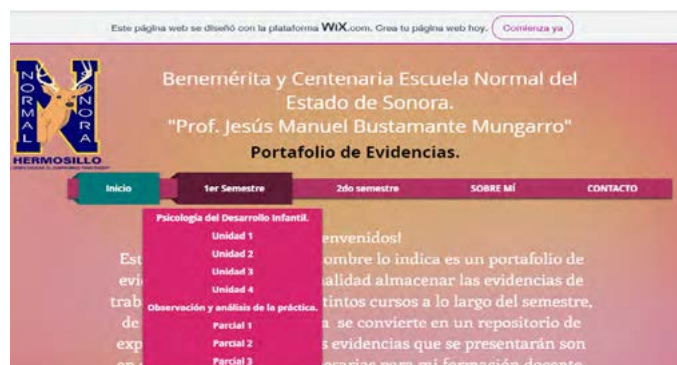 Este página web se diseñó con la plataforma WiX.com. Crea tu página web hoy. Comienza ya
NORMAL
SONORA
HERMOSILLO
Benemérita y Centenaria Escuela Normal del
Estado de Sonora.
"Prof. Jesús Manuel Bustamante Mungarro"
Portafolio de Evidencias.
Inicio 1er Semestre 2do semestre SOBRE MÍ CONTACTO
Psicología del Desarrollo Infantil.
Unidad 1
Unidad 2
Unidad 3
Unidad 4
Observación y análisis de la práctica.
Parcial 1
Parcial 2
Parcial 3
envenidos!
Est ombre lo indica es un portafolio de
evi alidad almacenar las evidencias de
trab tintos cursos a lo largo del semestre,
de se convierte en un repositorio de
exp s evidencias que se presentarán son
para mi formación docente